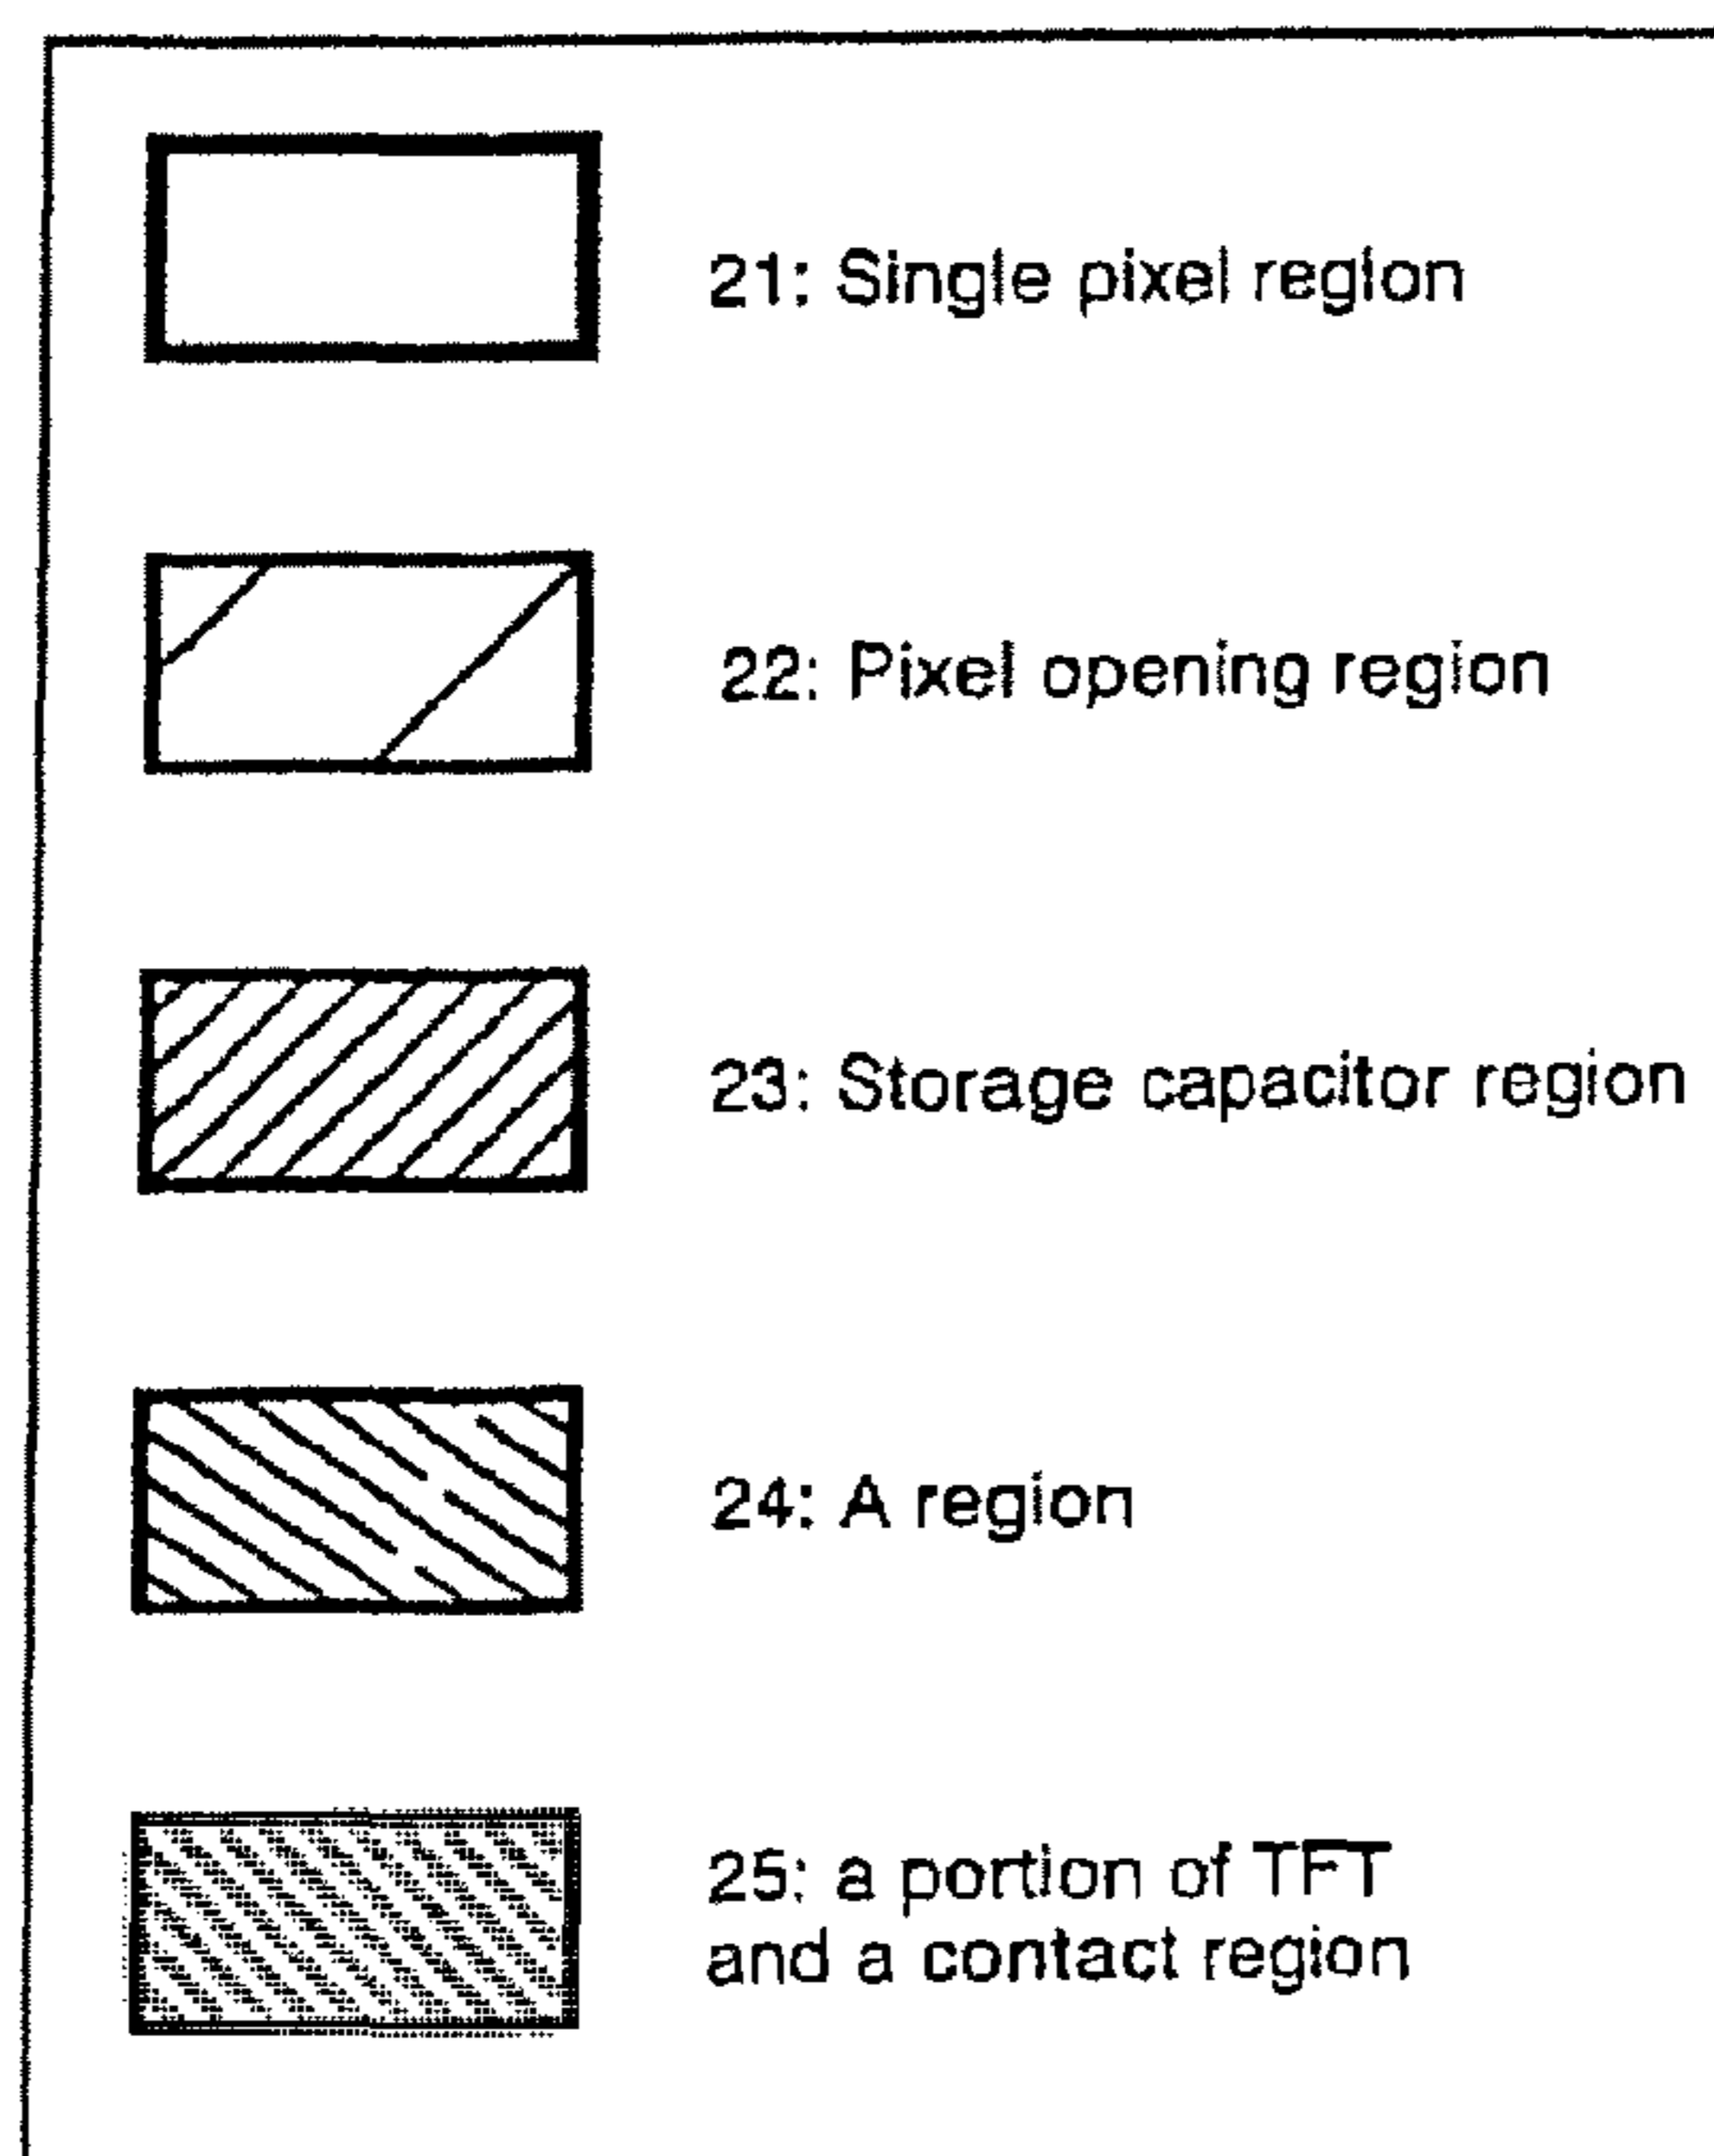 21: Single pixel region
22: Pixel opening region
23: Storage capacitor region
24: A region
25: a portion of TFT
and a contact region